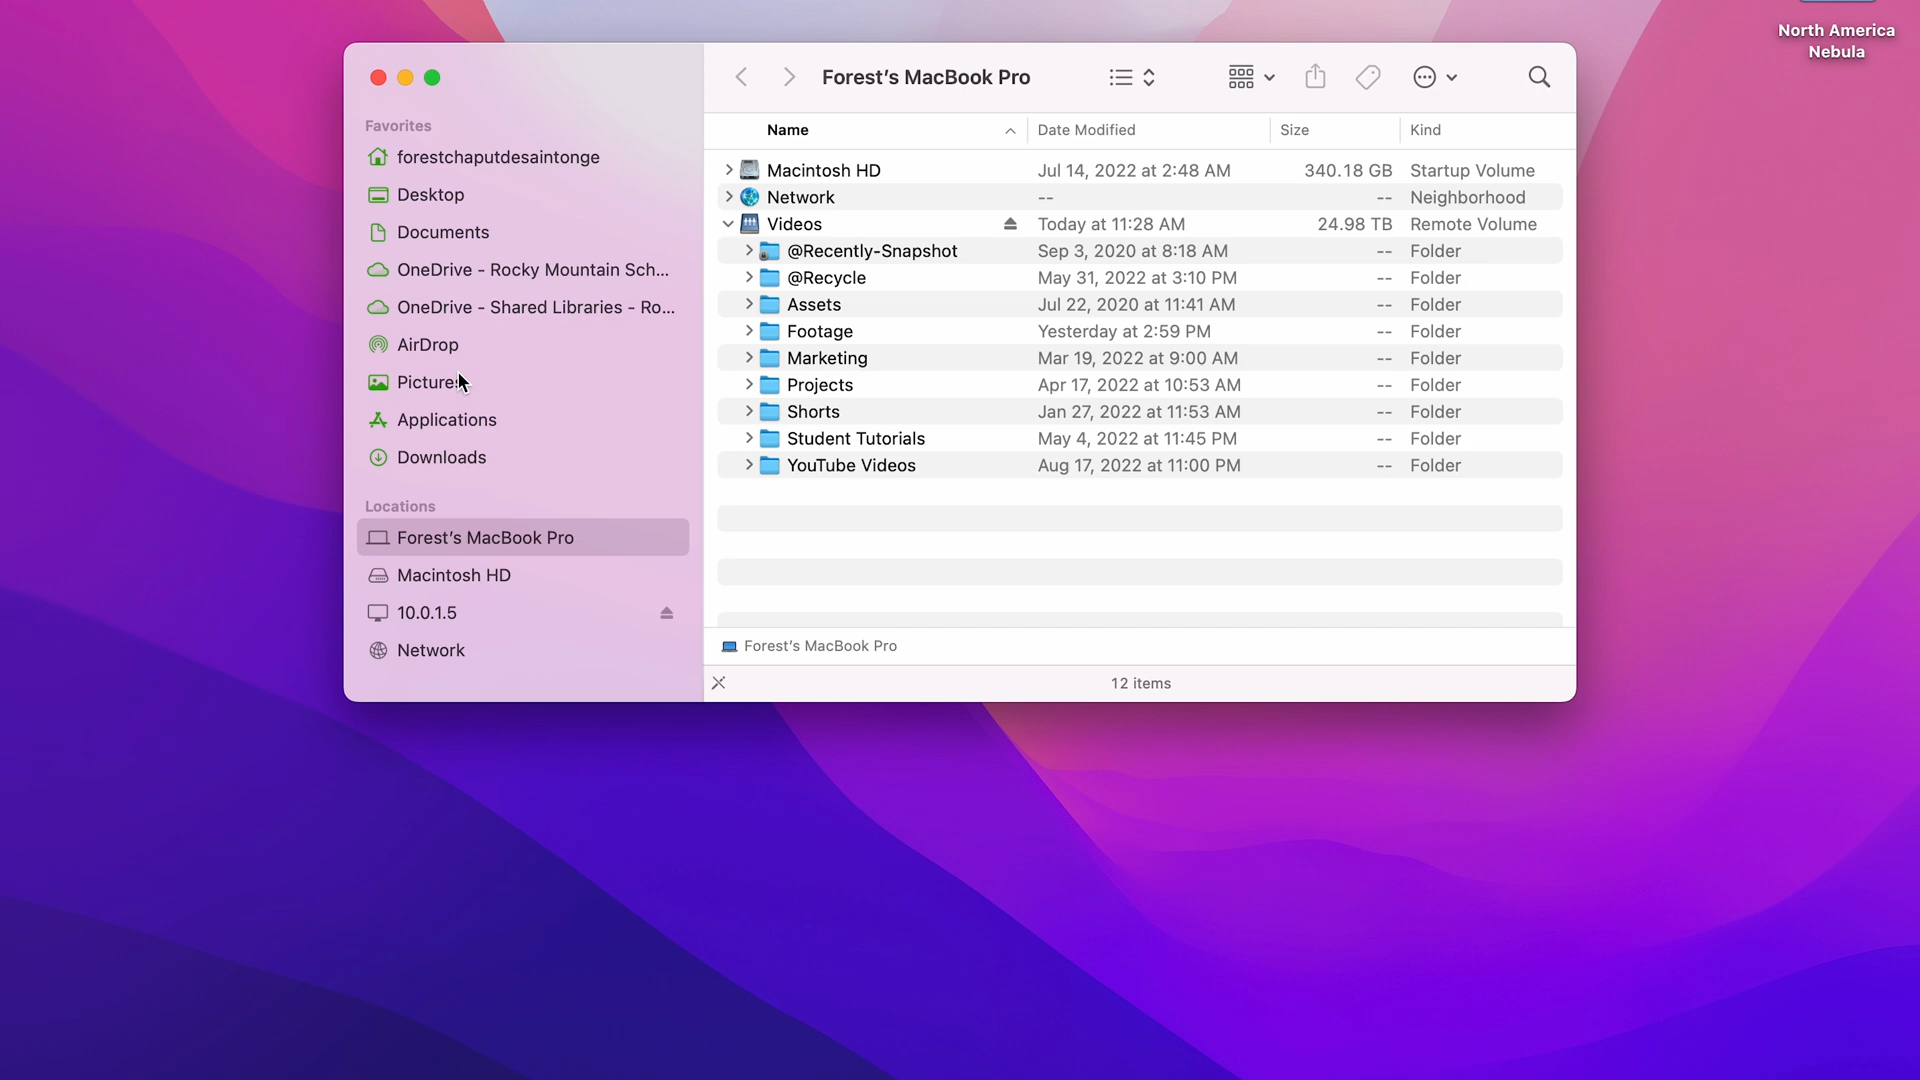 North America
Nebula
Forest's MacBook Pro
Favorites
forestchaputdesaintonge
Desktop
Documents
OneDrive - Rocky Mountain Sch...
OneDrive - Shared Libraries - Ro...
AirDrop
Pictures
Applications
Downloads
Locations
Forest's MacBook Pro
Macintosh HD
10.0.1.5
Network
Name Date Modified Size Kind
Macintosh HD Jul 14, 2022 at 2:48 AM 340.18 GB Startup Volume
Network -- -- Neighborhood
Videos Today at 11:28 AM 24.98 TB Remote Volume
@Recently-Snapshot Sep 3, 2020 at 8:18 AM -- Folder
@Recycle May 31, 2022 at 3:10 PM -- Folder
Assets Jul 22, 2020 at 11:41 AM -- Folder
Footage Yesterday at 2:59 PM -- Folder
Marketing Mar 19, 2022 at 9:00 AM -- Folder
Projects Apr 17, 2022 at 10:53 AM -- Folder
Shorts Jan 27, 2022 at 11:53 AM -- Folder
Student Tutorials May 4, 2022 at 11:45 PM -- Folder
YouTube Videos Aug 17, 2022 at 11:00 PM -- Folder
Forest's MacBook Pro
12 items